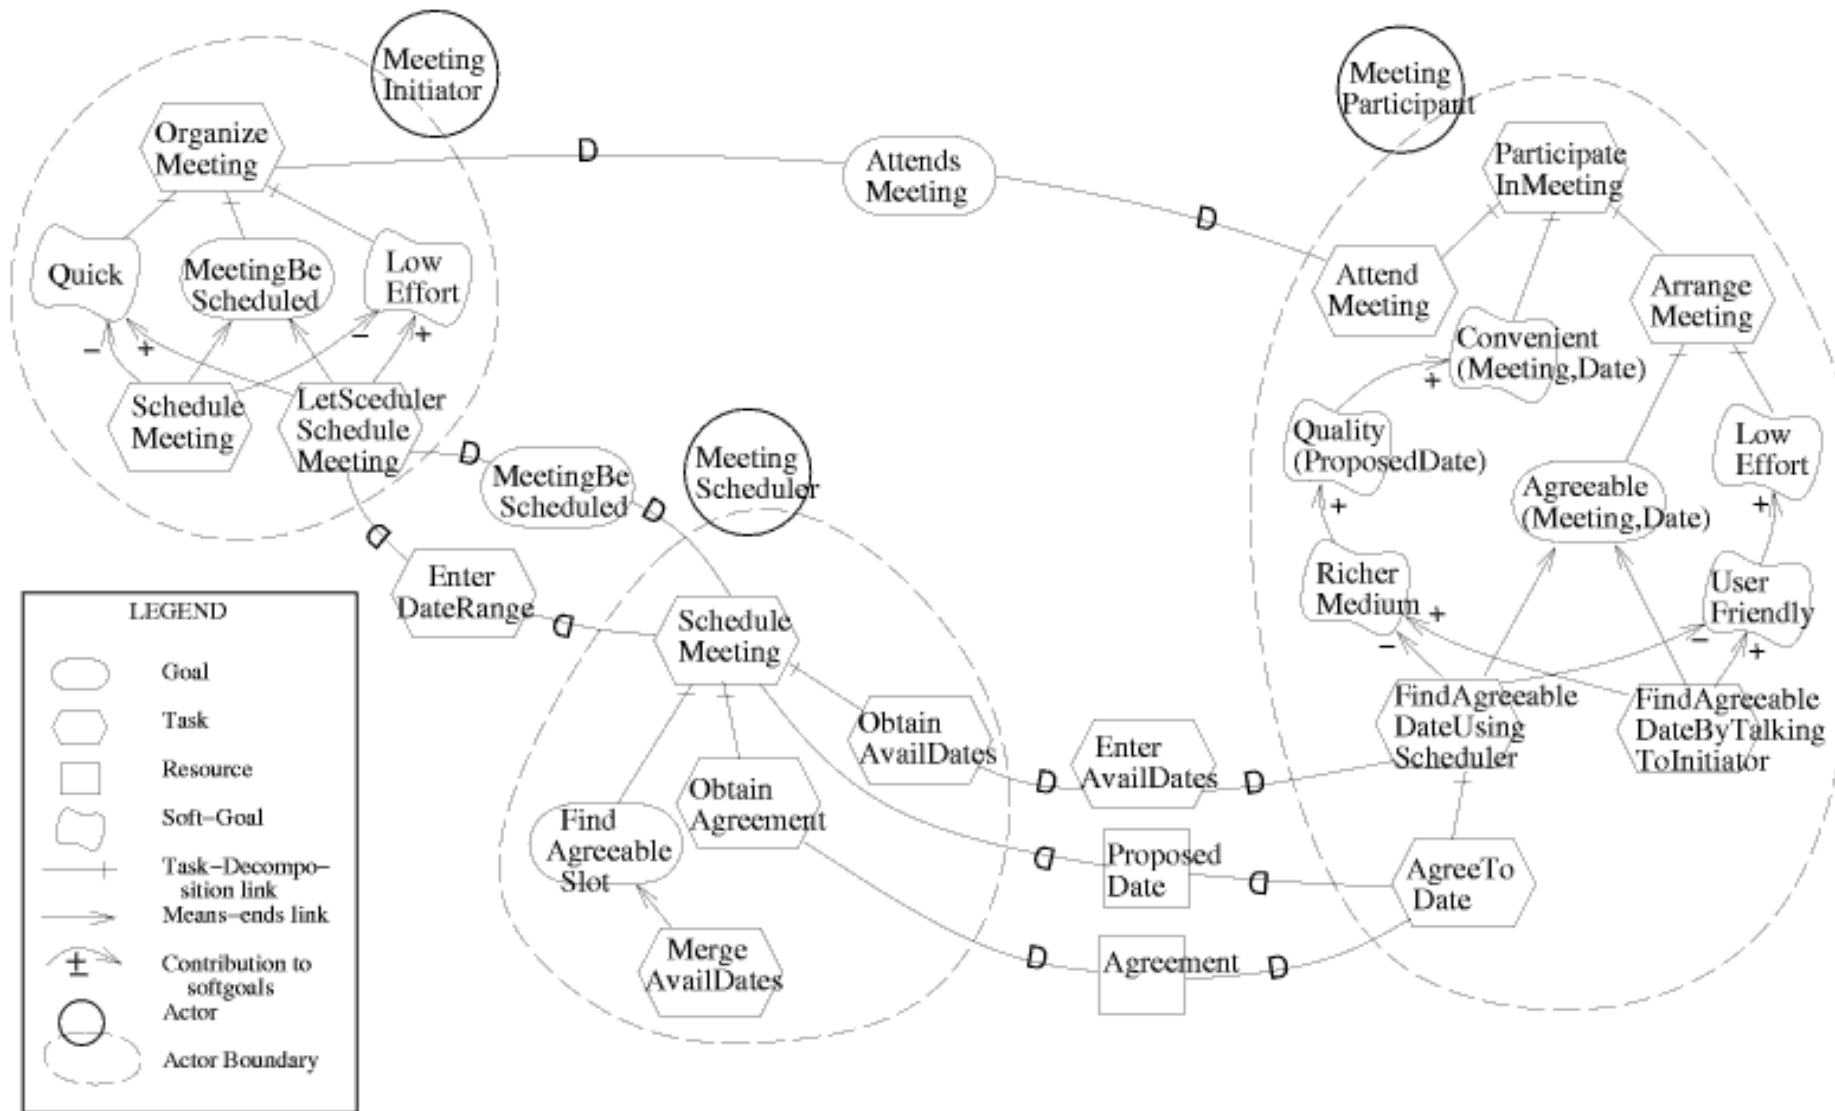 Meeting
Initiator
Organize
Meeting
D
Attends
Meeting
D
Meeting
Participant
Participate
InMeeting
Quick
MeetingBe
Scheduled
Low
Effort
−
+
−
+
Schedule
Meeting
LetSceduler
Schedule
Meeting
D
MeetingBe
Scheduled
D
D
Enter
DateRange
D
Meeting
Scheduler
Attend
Meeting
Arrange
Meeting
Convenient
(Meeting,Date)
+
Quality
(ProposedDate)
+
Low
Effort
+
Agreeable
(Meeting,Date)
Richer
Medium
+
−
User
Friendly
−
+
Schedule
Meeting
Obtain
AvailDates
D
Enter
AvailDates
D
FindAgreeable
DateUsing
Scheduler
FindAgreeable
DateByTalking
ToInitiator
Obtain
Agreement
Find
Agreeable
Slot
D
Proposed
Date
D
AgreeTo
Date
Merge
AvailDates
D
Agreement
D
LEGEND
Goal
Task
Resource
Soft−Goal
Task−Decompo−
sition link
Means−ends link
±
Contribution to
softgoals
Actor
Actor Boundary